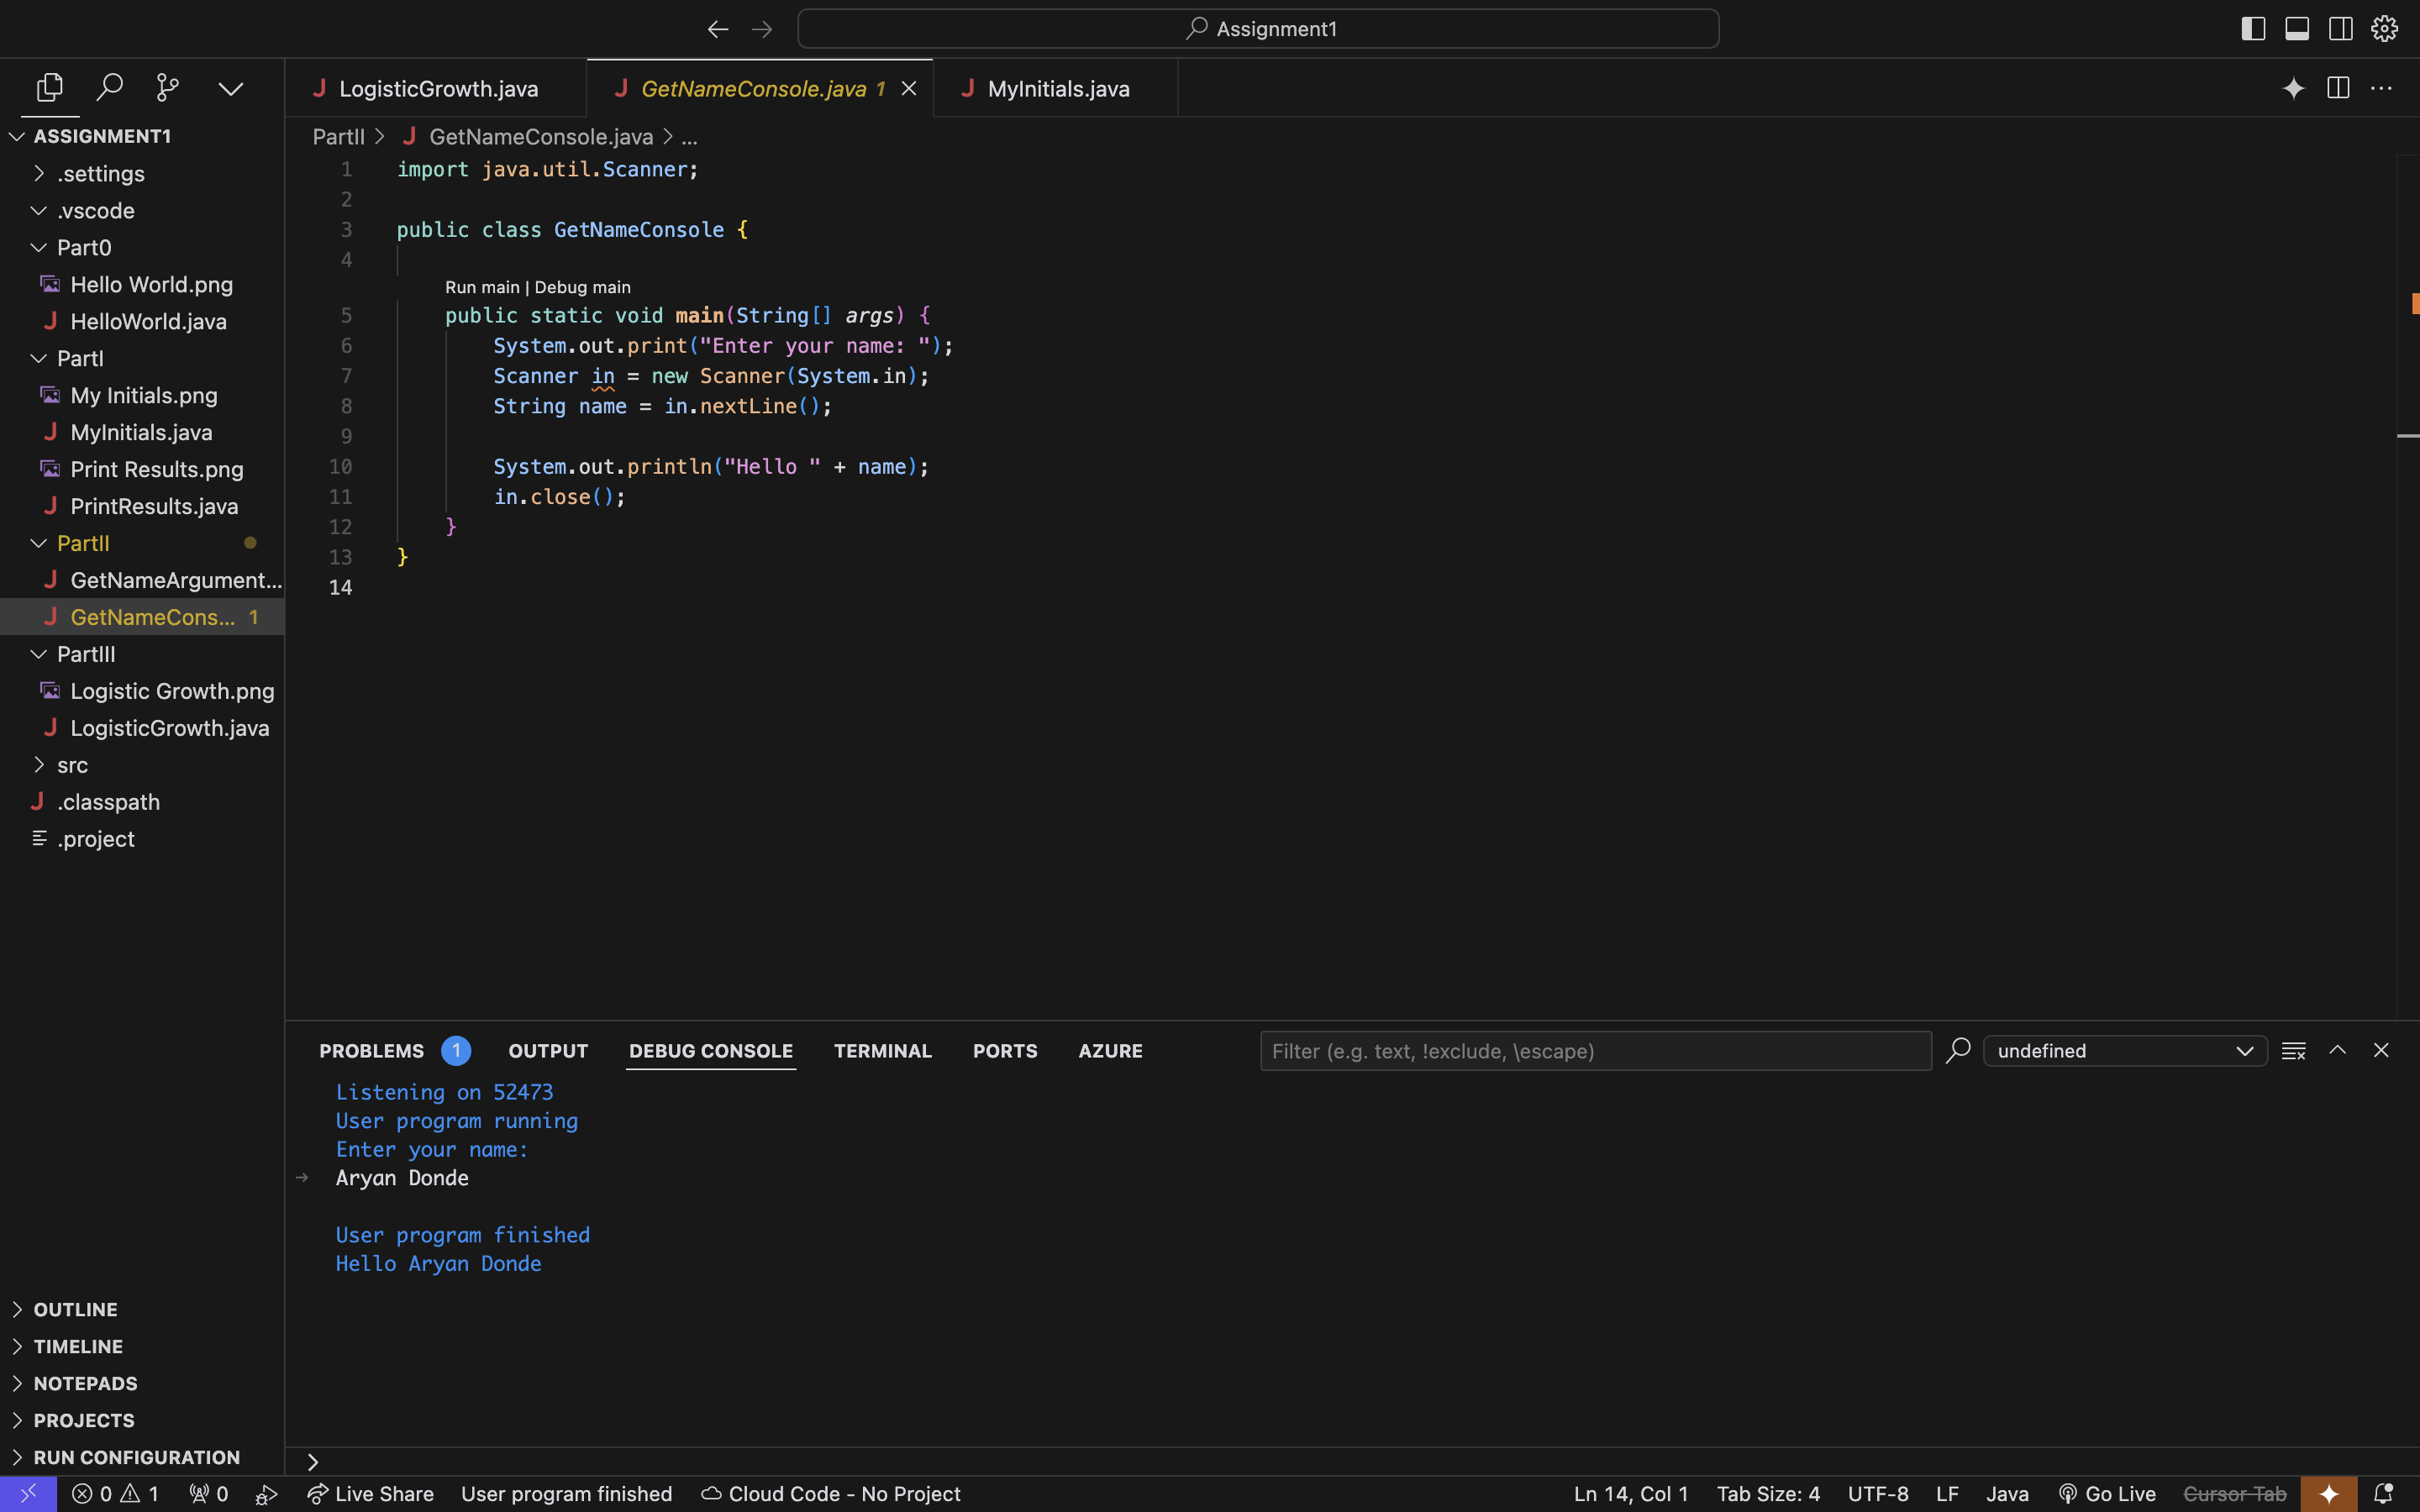 Assignment1
LogisticGrowth.java
GetNameConsole.java 1
MyInitials.java
ASSIGNMENT1
.settings
.vscode
Part0
Hello World.png
HelloWorld.java
PartI
My Initials.png
MyInitials.java
Print Results.png
PrintResults.java
PartII
GetNameArgument...
GetNameCons... 1
PartIII
Logistic Growth.png
LogisticGrowth.java
src
.classpath
.project
OUTLINE
TIMELINE
NOTEPADS
PROJECTS
RUN CONFIGURATION
PartII > GetNameConsole.java > ...
1 import java.util.Scanner;
2
3 public class GetNameConsole {
4
Run main | Debug main
5 public static void main(String[] args) {
6 System.out.print("Enter your name: ");
7 Scanner in = new Scanner(System.in);
8 String name = in.nextLine();
9
10 System.out.println("Hello " + name);
11 in.close();
12 }
13 }
14
PROBLEMS 1 OUTPUT DEBUG CONSOLE TERMINAL PORTS AZURE
Filter (e.g. text, !exclude, \escape)
undefined
Listening on 52473
User program running
Enter your name:
Aryan Donde
User program finished
Hello Aryan Donde
0 1 0 Live Share User program finished Cloud Code - No Project
Ln 14, Col 1 Tab Size: 4 UTF-8 LF Java Go Live Cursor Tab